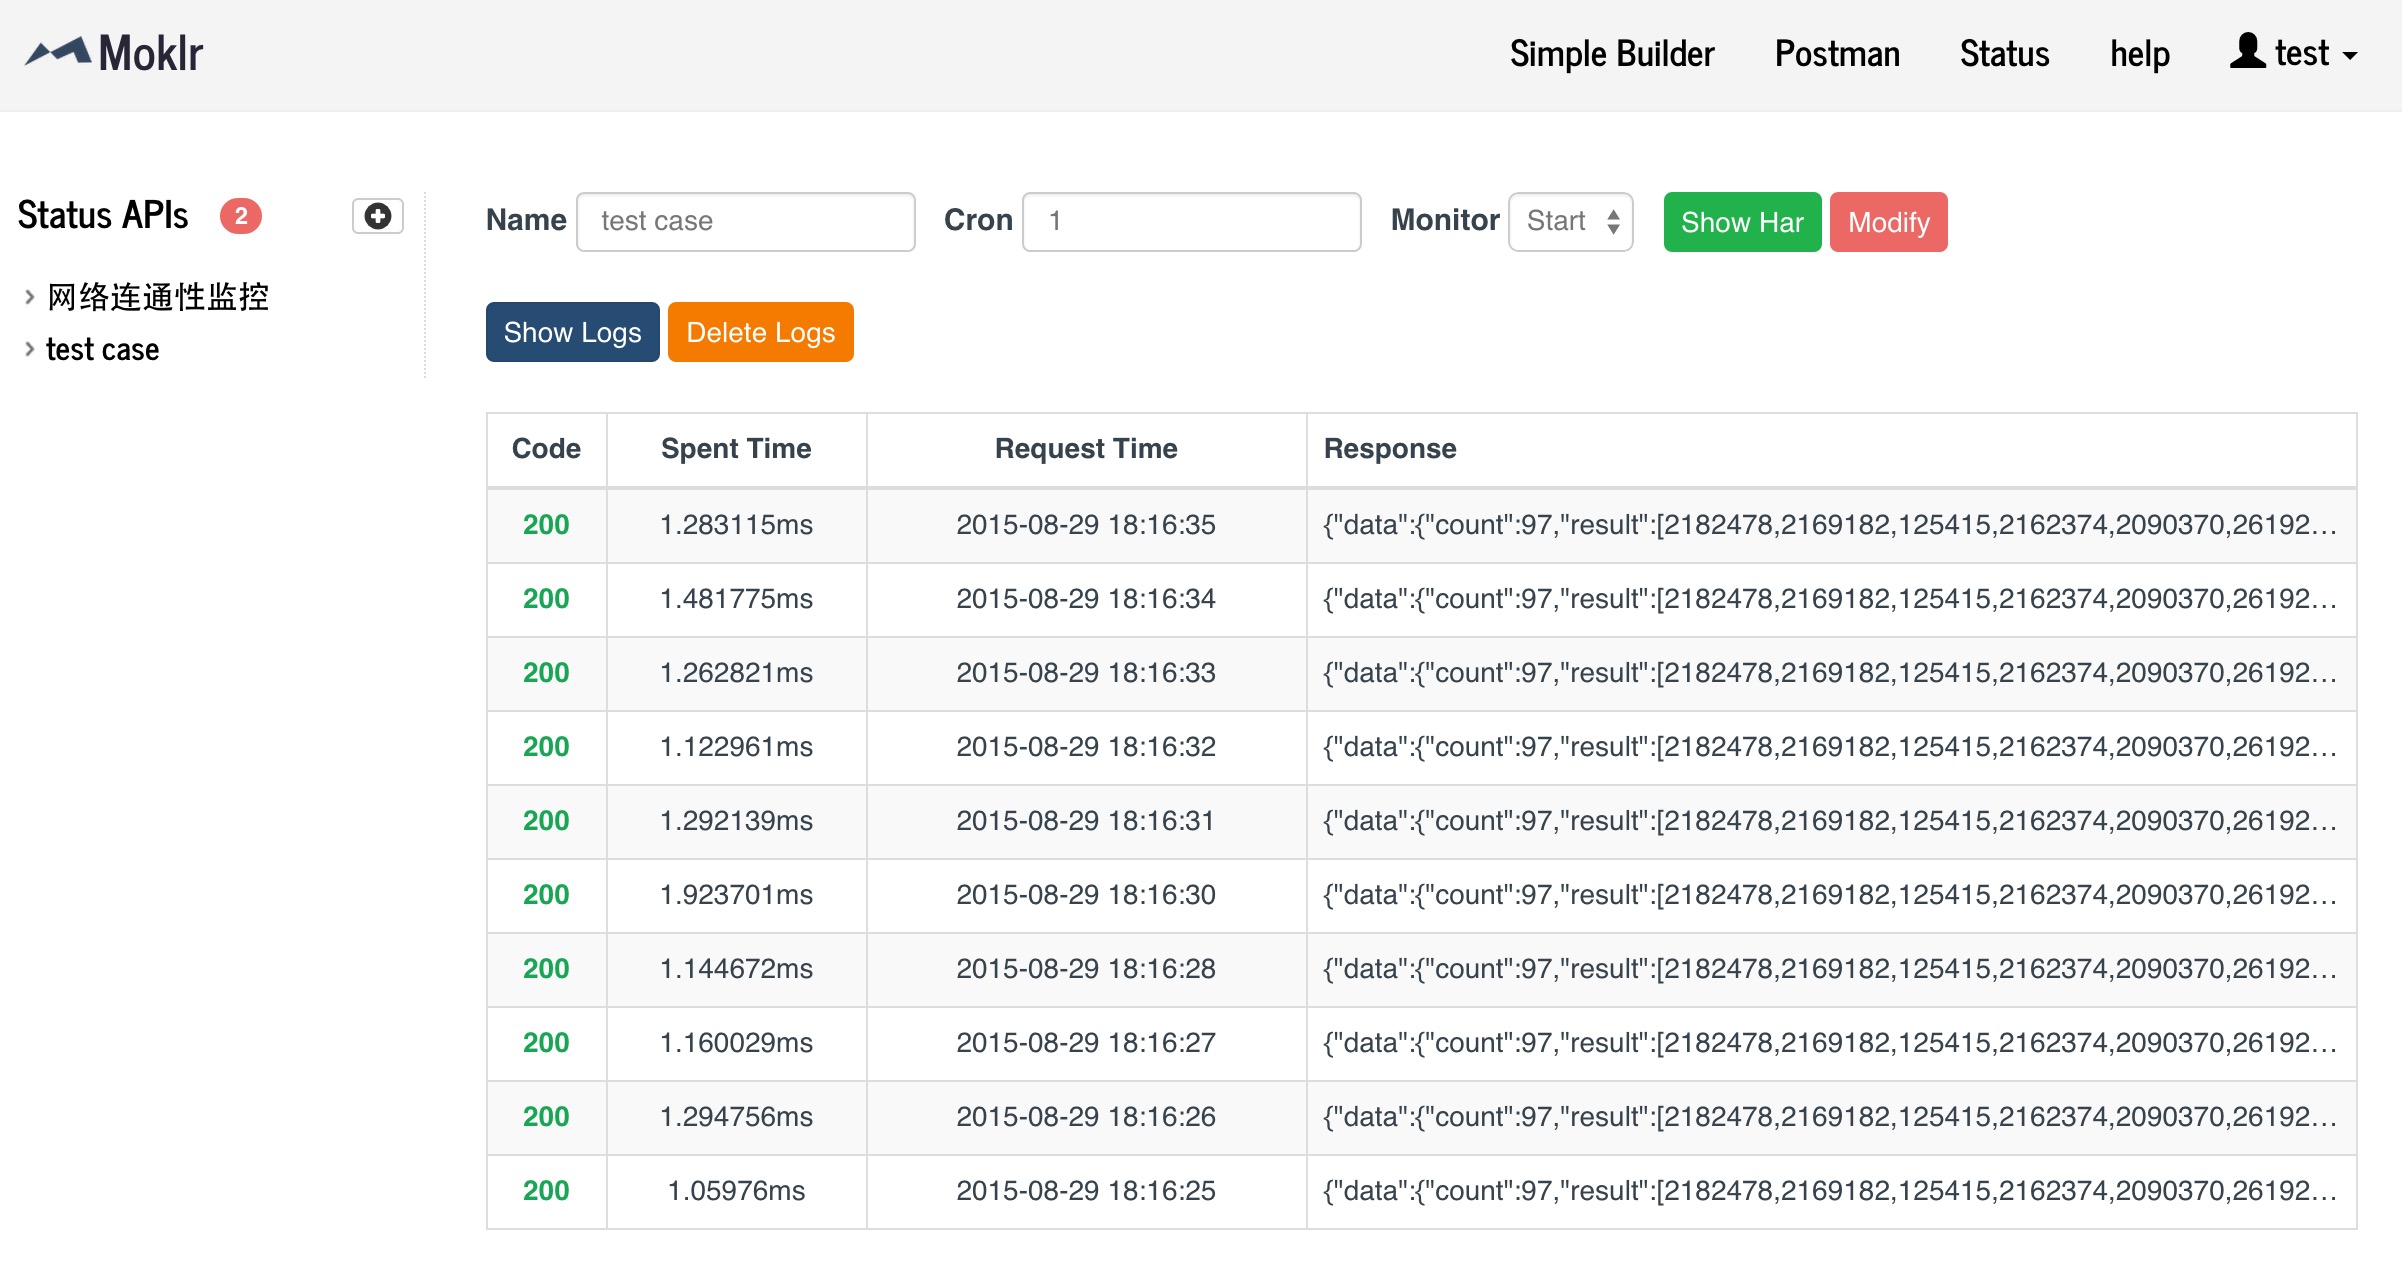 Moklr
Simple Builder Postman Status help test
Status APIs 2
网络连通性监控
test case
Name test case Cron 1 Monitor Start Show Har Modify
Show Logs Delete Logs
Code Spent Time Request Time Response
200 1.283115ms 2015-08-29 18:16:35 {"data":{"count":97,"result":[2182478,2169182,125415,2162374,2090370,26192...
200 1.481775ms 2015-08-29 18:16:34 {"data":{"count":97,"result":[2182478,2169182,125415,2162374,2090370,26192...
200 1.262821ms 2015-08-29 18:16:33 {"data":{"count":97,"result":[2182478,2169182,125415,2162374,2090370,26192...
200 1.122961ms 2015-08-29 18:16:32 {"data":{"count":97,"result":[2182478,2169182,125415,2162374,2090370,26192...
200 1.292139ms 2015-08-29 18:16:31 {"data":{"count":97,"result":[2182478,2169182,125415,2162374,2090370,26192...
200 1.923701ms 2015-08-29 18:16:30 {"data":{"count":97,"result":[2182478,2169182,125415,2162374,2090370,26192...
200 1.144672ms 2015-08-29 18:16:28 {"data":{"count":97,"result":[2182478,2169182,125415,2162374,2090370,26192...
200 1.160029ms 2015-08-29 18:16:27 {"data":{"count":97,"result":[2182478,2169182,125415,2162374,2090370,26192...
200 1.294756ms 2015-08-29 18:16:26 {"data":{"count":97,"result":[2182478,2169182,125415,2162374,2090370,26192...
200 1.05976ms 2015-08-29 18:16:25 {"data":{"count":97,"result":[2182478,2169182,125415,2162374,2090370,26192...